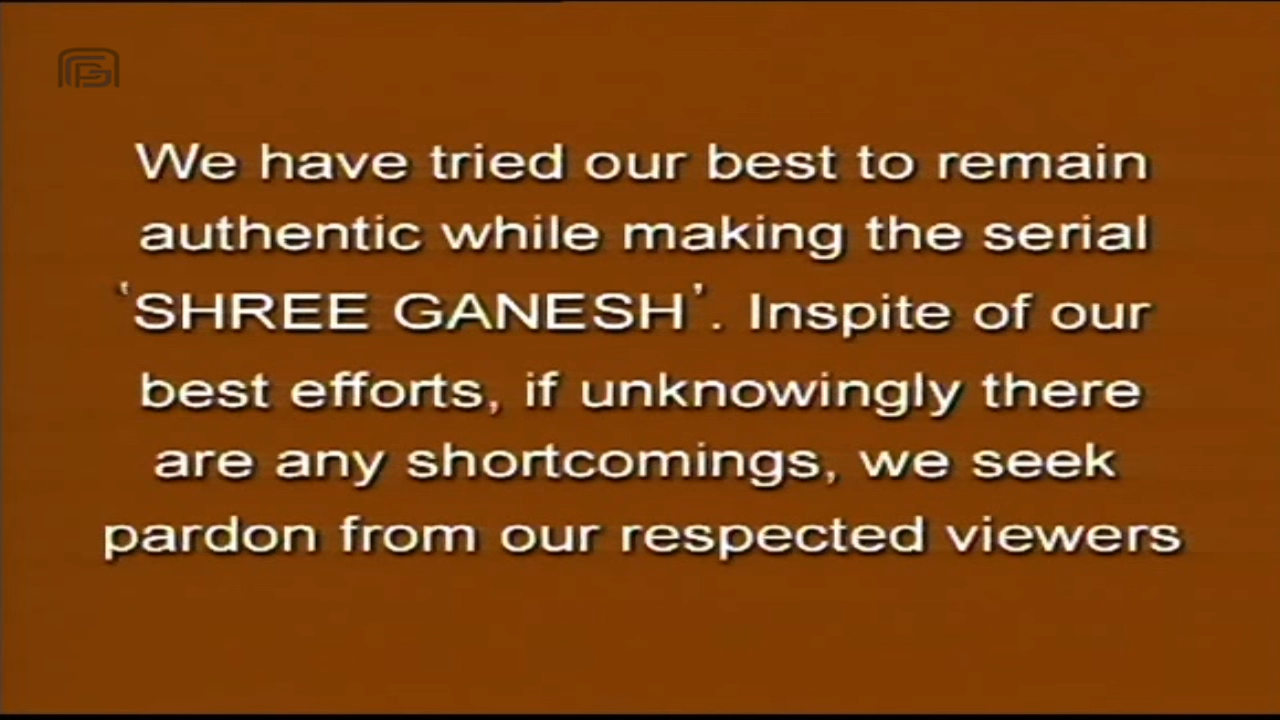 We have tried our best to remain
authentic while making the serial
‘SHREE GANESH’. Inspite of our
best efforts, if unknowingly there
are any shortcomings, we seek
pardon from our respected viewers